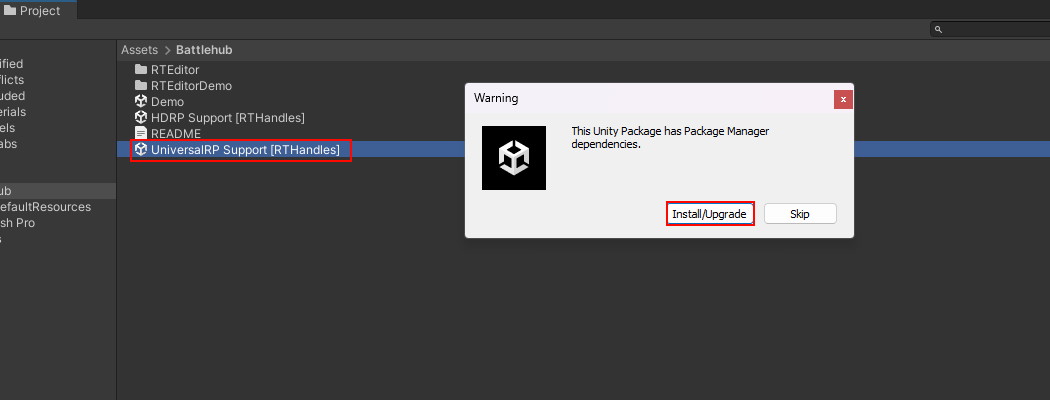 Project
Assets > Battlehub
ified
RTEditor
flicts
RTEditorDemo
uded
Demo
erials
HDRP Support [RTHandles]
els
README
abs
UniversalRP Support [RTHandles]
ub
efaultResources
sh Pro
s
Warning
x
This Unity Package has Package Manager
dependencies.
Install/Upgrade
Skip